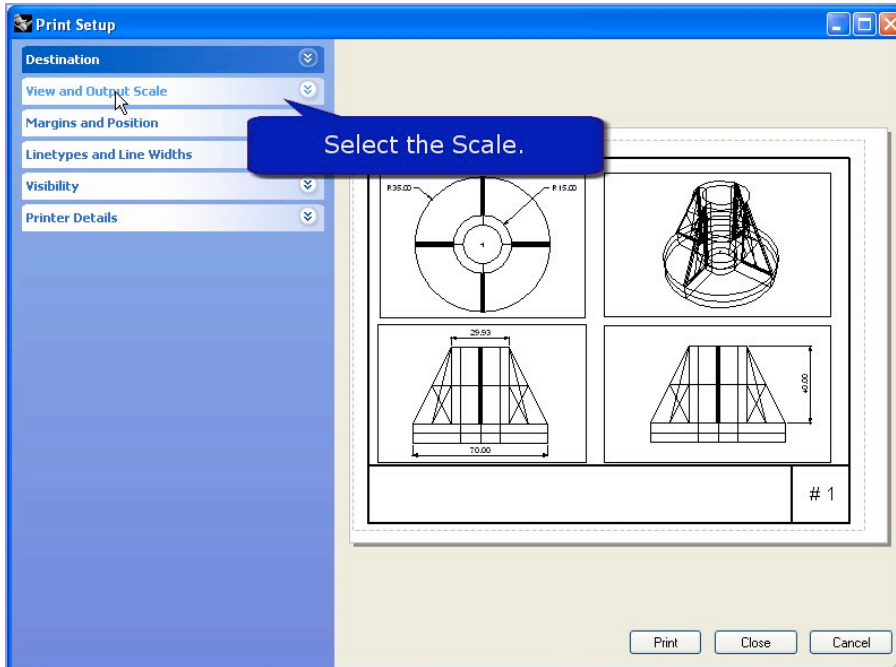 Print Setup
Destination
View and Output Scale
Margins and Position
Linetypes and Line Widths
Visibility
Printer Details
Select the Scale.
R35.00
R15.00
29.93
70.00
40.00
# 1
Print
Close
Cancel